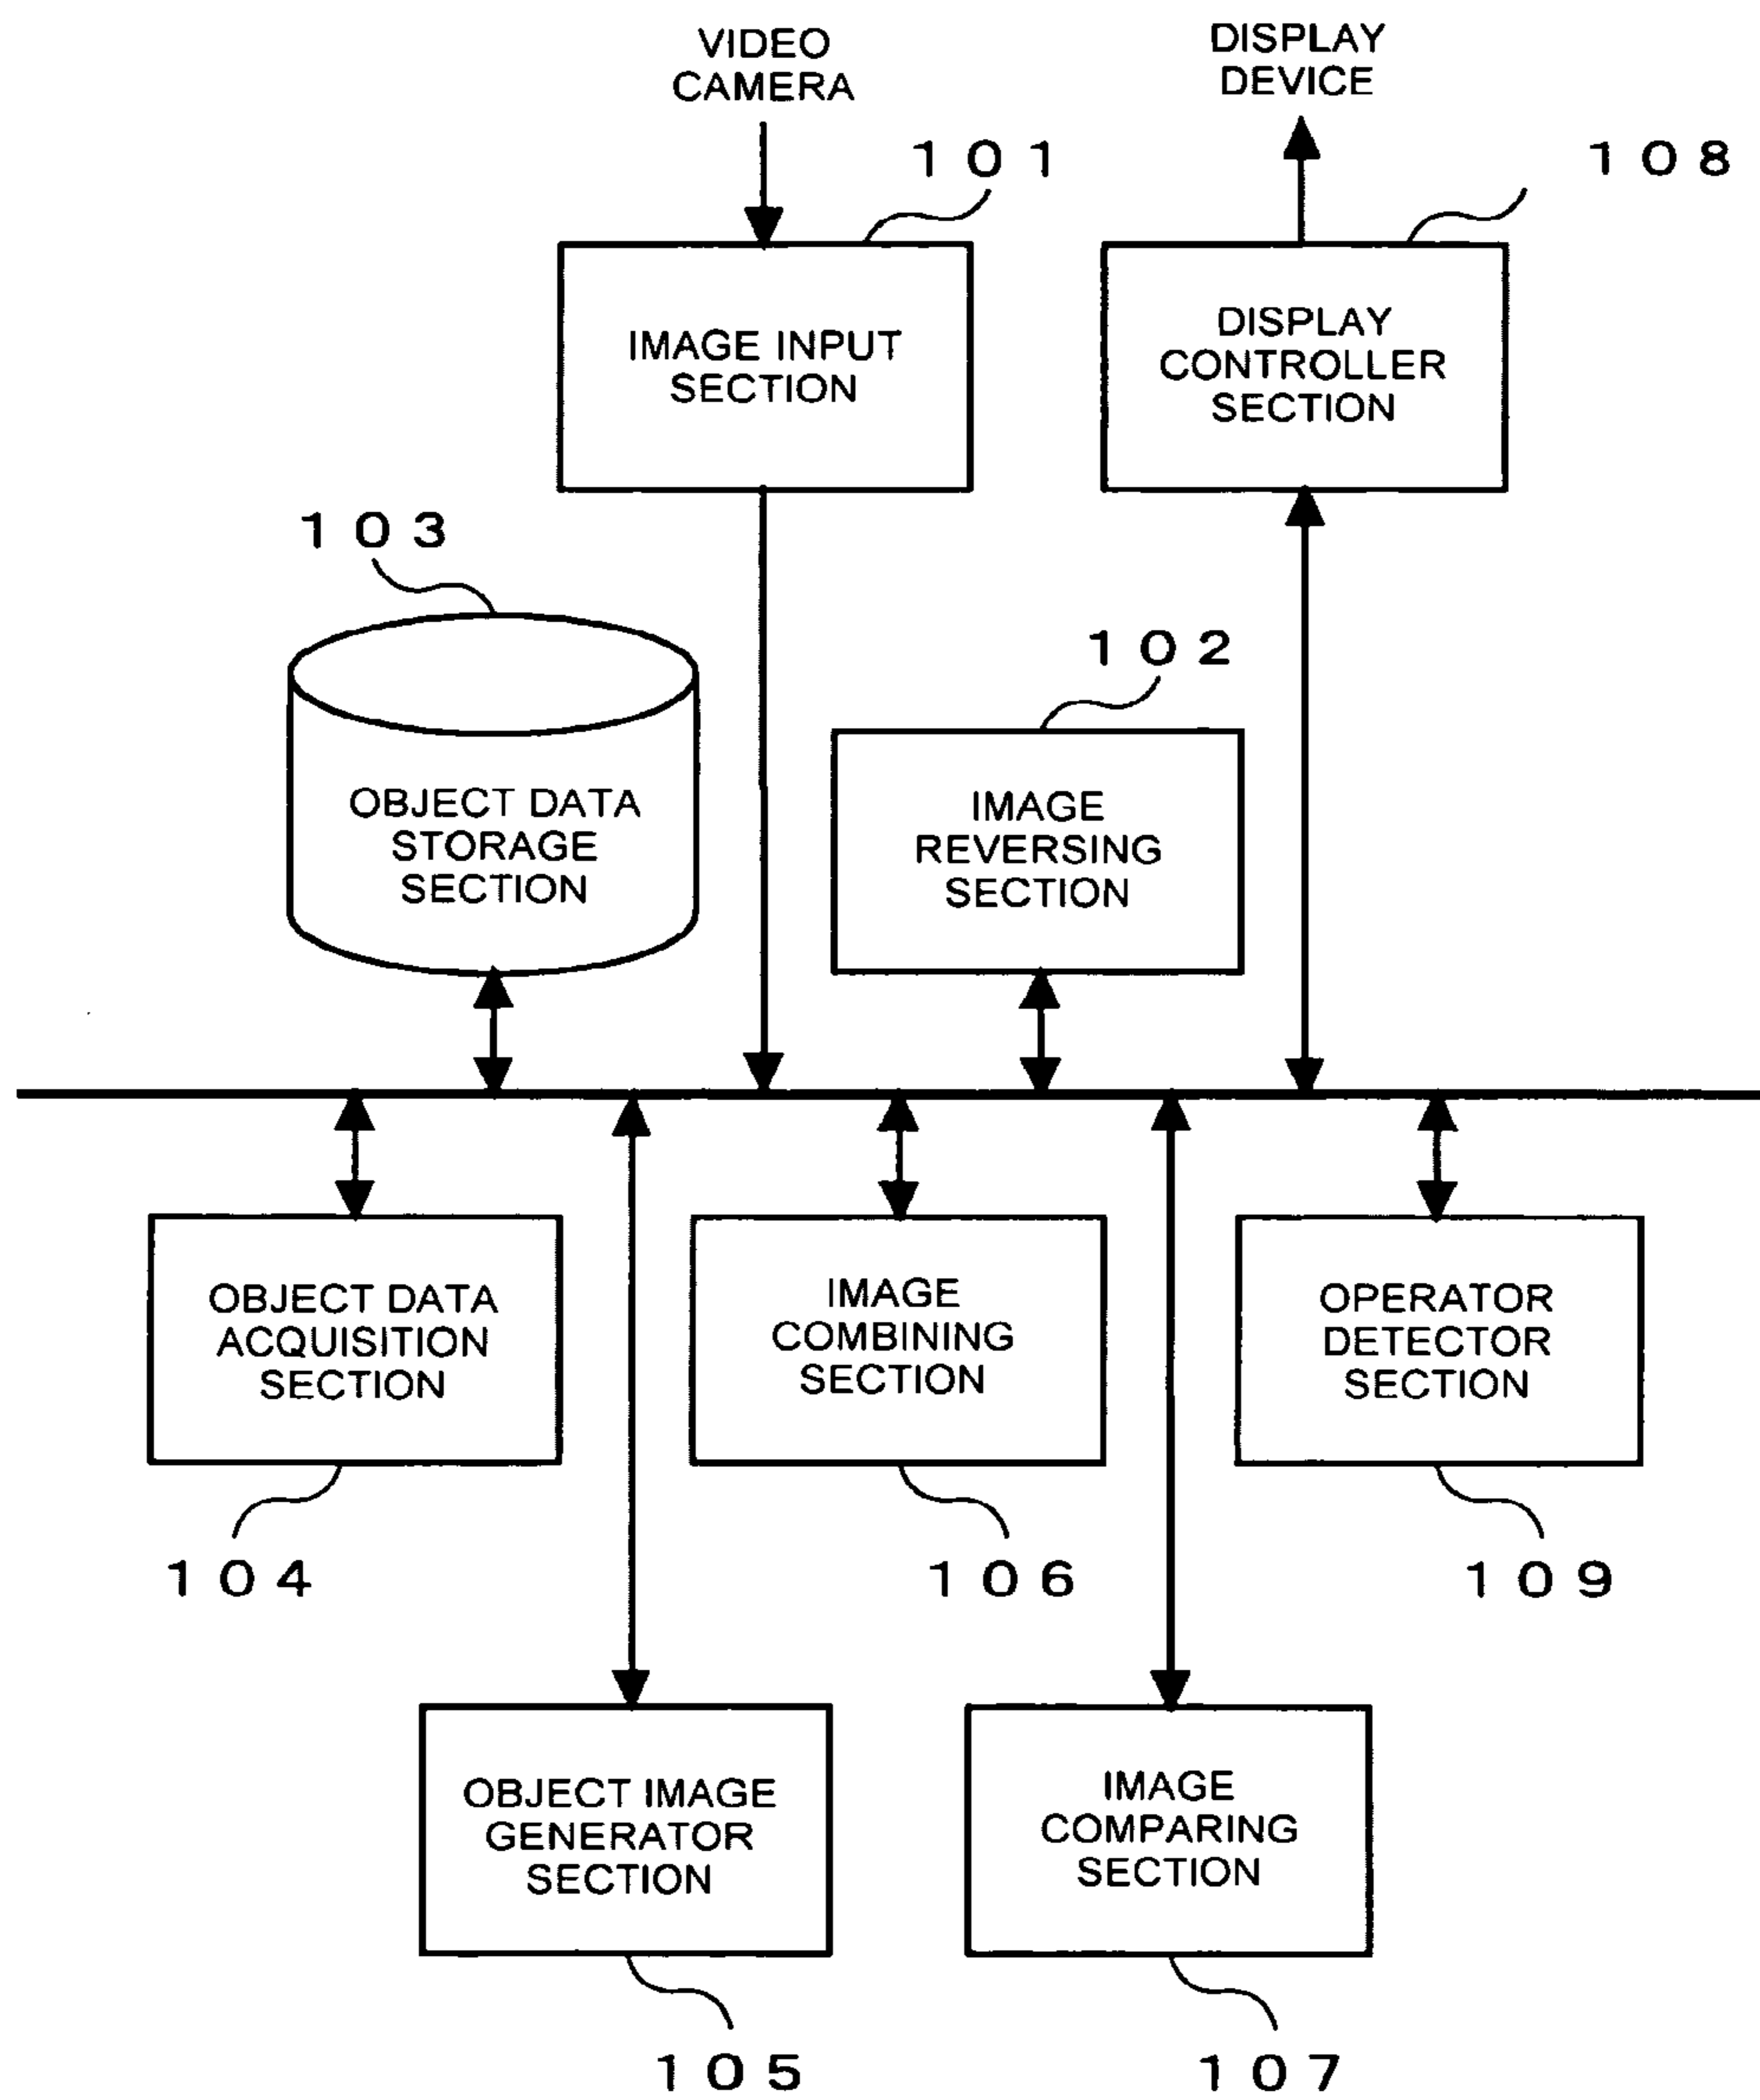 VIDEO
CAMERA
DISPLAY
DEVICE
101
108
IMAGE INPUT
SECTION
DISPLAY
CONTROLLER
SECTION
103
102
OBJECT DATA
STORAGE
SECTION
IMAGE
REVERSING
SECTION
OBJECT DATA
ACQUISITION
SECTION
IMAGE
COMBINING
SECTION
OPERATOR
DETECTOR
SECTION
104
106
109
OBJECT IMAGE
GENERATOR
SECTION
IMAGE
COMPARING
SECTION
105
107